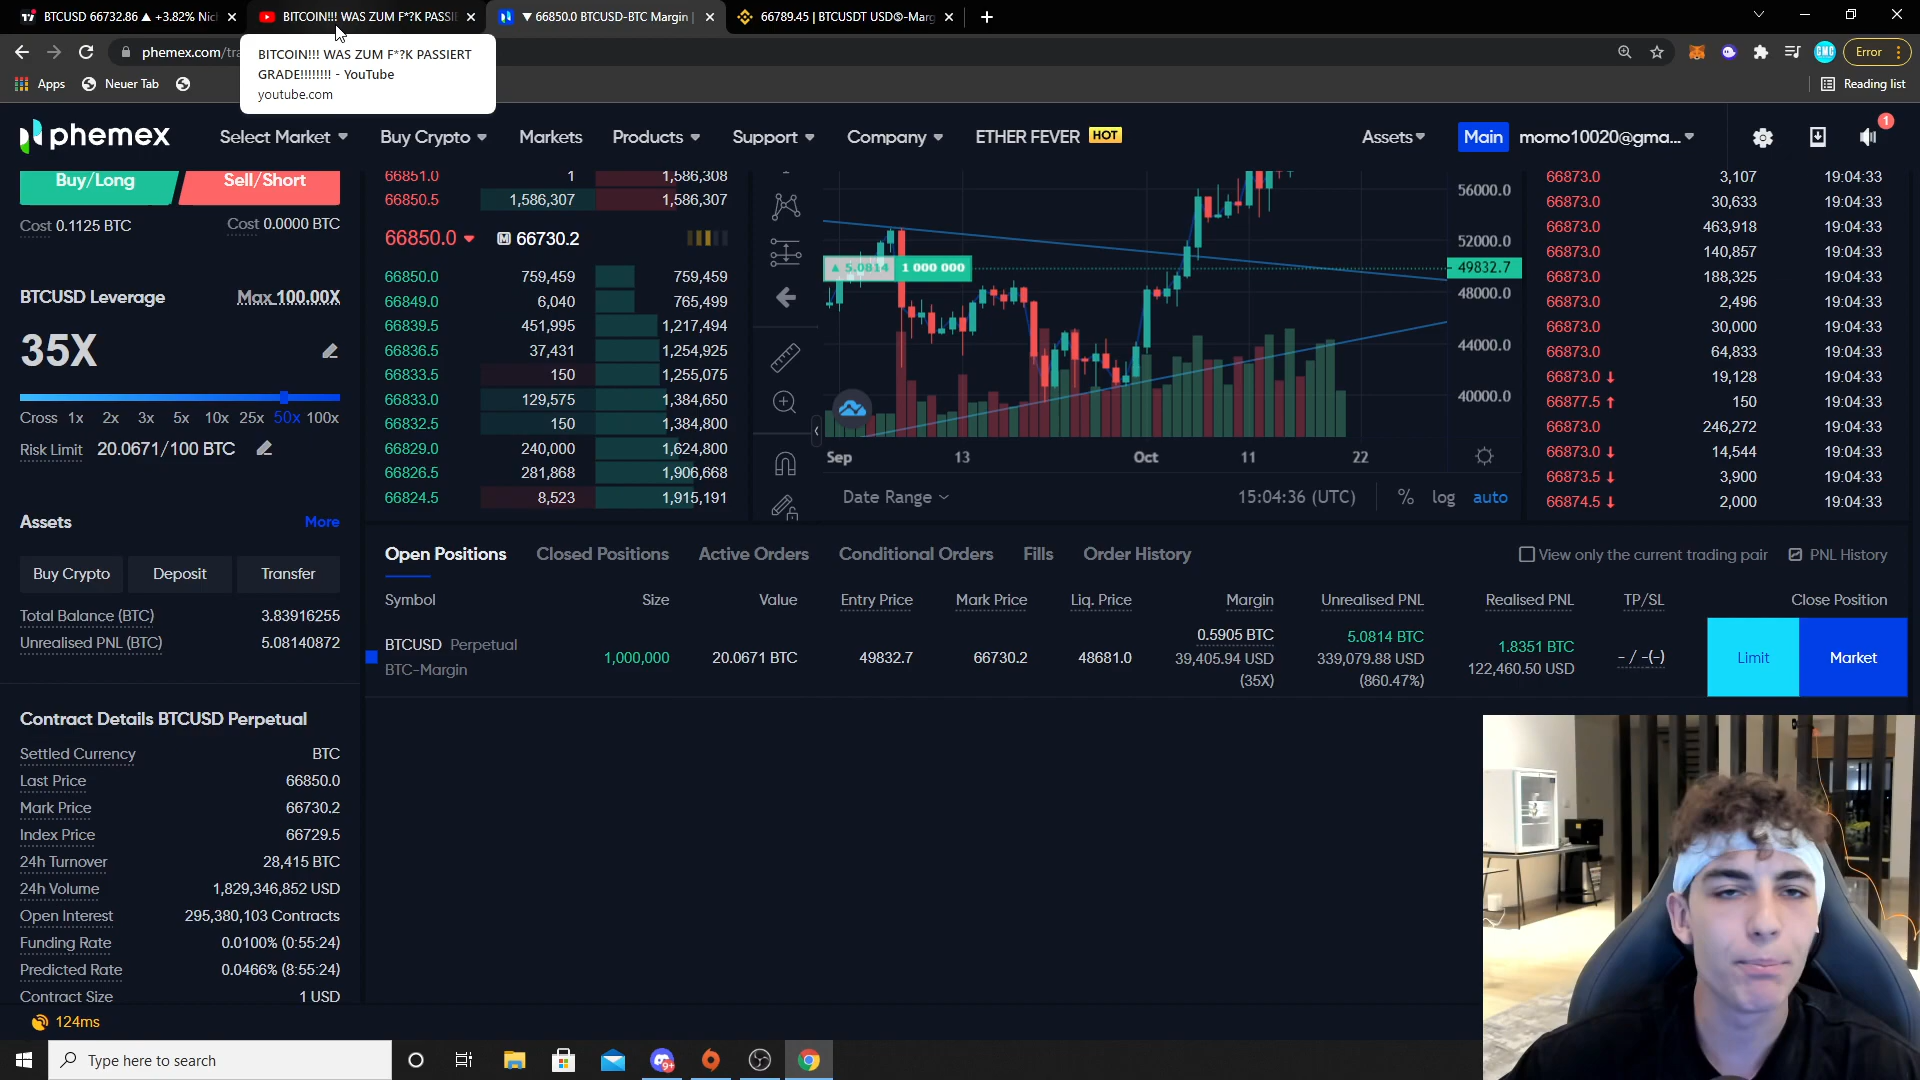 BTCUSD 66732.86 ▲ +3.82% Nic
BITCOIN!!! WAS ZUM F*?K PASSIE
▼ 66850.0 BTCUSD-BTC Margin |
66789.45 | BTCUSDT USDⓈ-Marg
phemex.com/tra
Error
BITCOIN!!! WAS ZUM F*?K PASSIERT
GRADE!!!!!!!! - YouTube
youtube.com
Apps
Neuer Tab
Reading list
phemex
Select Market
Buy Crypto
Markets
Products
Support
Company
ETHER FEVER HOT
Assets
Main
momo10020@gma...
1
Buy/Long
Sell/Short
Cost 0.1125 BTC
Cost 0.0000 BTC
BTCUSD Leverage
Max 100.00X
35X
Cross 1x 2x 3x 5x 10x 25x 50x 100x
Risk Limit 20.0671/100 BTC
Assets
More
Buy Crypto
Deposit
Transfer
Total Balance (BTC) 3.83916255
Unrealised PNL (BTC) 5.08140872
Contract Details BTCUSD Perpetual
Settled Currency BTC
Last Price 66850.0
Mark Price 66730.2
Index Price 66729.5
24h Turnover 28,415 BTC
24h Volume 1,829,346,852 USD
Open Interest 295,380,103 Contracts
Funding Rate 0.0100% (0:55:24)
Predicted Rate 0.0466% (8:55:24)
Contract Size 1 USD
124ms
66851.0 1 1,586,308
66850.5 1,586,307 1,586,307
66850.0 M 66730.2
66850.0 759,459 759,459
66849.0 6,040 765,499
66839.5 451,995 1,217,494
66836.5 37,431 1,254,925
66833.5 150 1,255,075
66833.0 129,575 1,384,650
66832.5 150 1,384,800
66829.0 240,000 1,624,800
66826.5 281,868 1,906,668
66824.5 8,523 1,915,191
56000.0
52000.0
▲ 5.0814 1 000 000
49832.7
48000.0
44000.0
40000.0
Sep 13 Oct 11 22
Date Range
15:04:36 (UTC)
% log auto
66873.0 3,107 19:04:33
66873.0 30,633 19:04:33
66873.0 463,918 19:04:33
66873.0 140,857 19:04:33
66873.0 188,325 19:04:33
66873.0 2,496 19:04:33
66873.0 30,000 19:04:33
66873.0 64,833 19:04:33
66873.0 ↓ 19,128 19:04:33
66877.5 ↑ 150 19:04:33
66873.0 246,272 19:04:33
66873.0 ↓ 14,544 19:04:33
66873.5 ↓ 3,900 19:04:33
66874.5 ↓ 2,000 19:04:33
Open Positions
Closed Positions
Active Orders
Conditional Orders
Fills
Order History
View only the current trading pair
PNL History
Symbol Size Value Entry Price Mark Price Liq. Price Margin Unrealised PNL Realised PNL TP/SL Close Position
BTCUSD Perpetual
BTC-Margin
1,000,000
20.0671 BTC
49832.7
66730.2
48681.0
0.5905 BTC
39,405.94 USD
(35X)
5.0814 BTC
339,079.88 USD
(860.47%)
1.8351 BTC
122,460.50 USD
- / -(-)
Limit
Market
Type here to search
9+